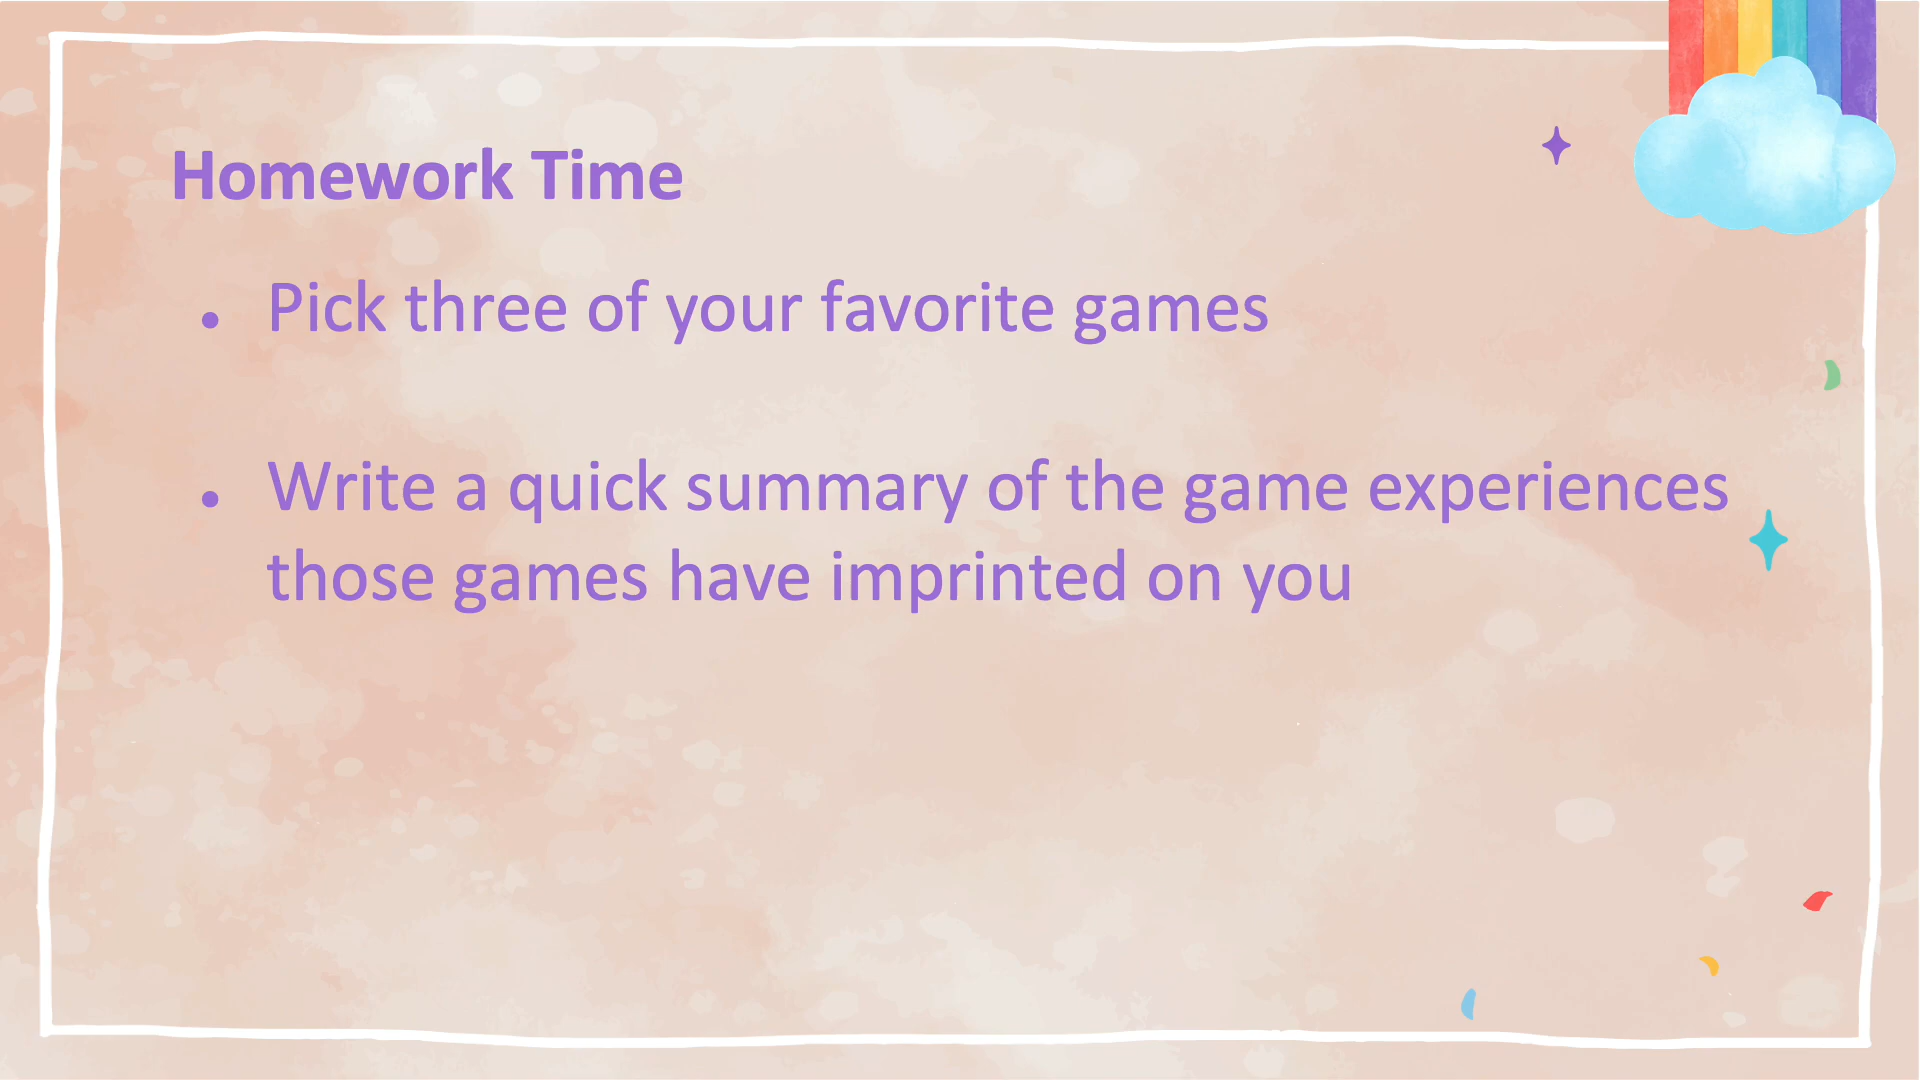 Homework Time
• Pick three of your favorite games
• Write a quick summary of the game experiences
those games have imprinted on you